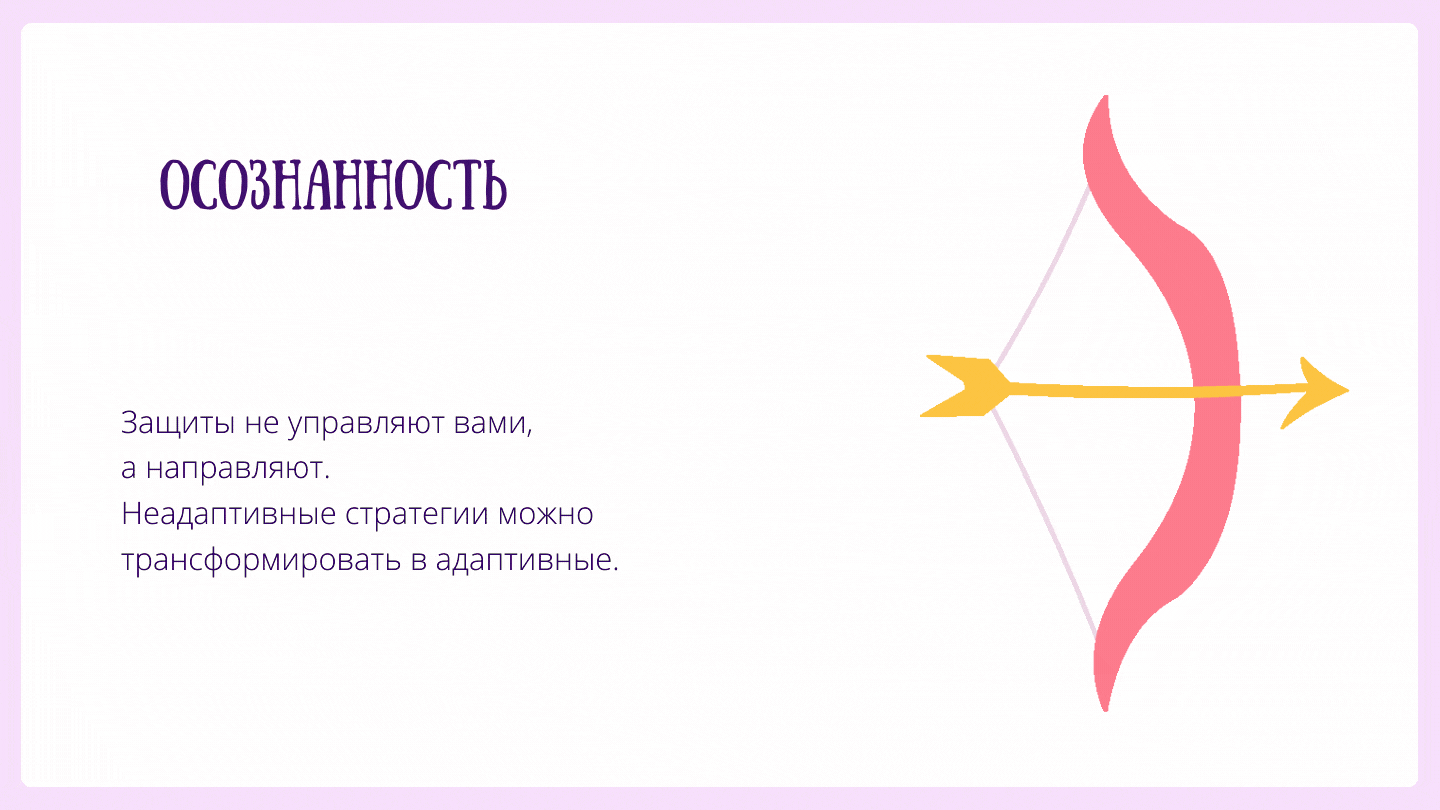 ОСОЗНАННОСТЬ
Защиты не управляют вами,
а направляют.
Неадаптивные стратегии можно
трансформировать в адаптивные.